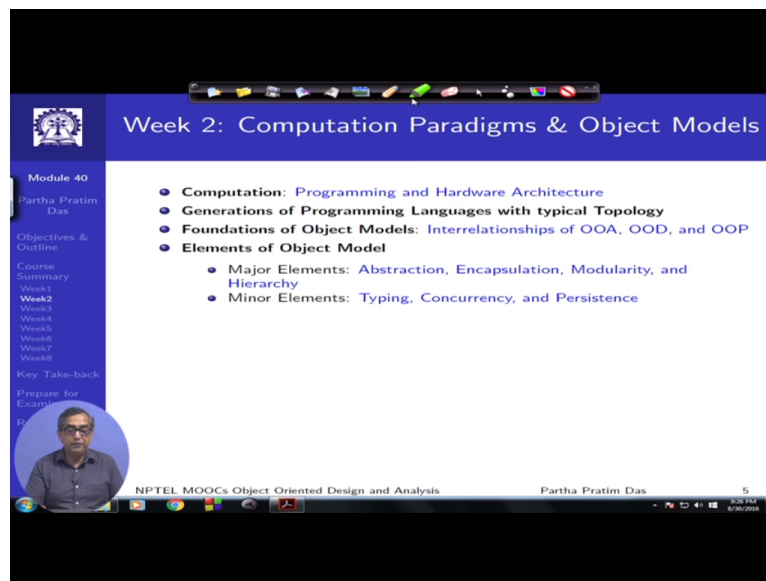 Week 2: Computation Paradigms & Object Models
Module 40
Partha Pratim
Das
Objectives &
Outline
Course
Summary
Week1
Week2
Week3
Week4
Week5
Week6
Week7
Week8
Key Take-back
Prepare for
Computation: Programming and Hardware Architecture
Generations of Programming Languages with typical Topology
Foundations of Object Models: Interrelationships of OOA, OOD, and OOP
Elements of Object Model
Major Elements: Abstraction, Encapsulation, Modularity, and
Hierarchy
Minor Elements: Typing, Concurrency, and Persistence
NPTEL MOOCs Object Oriented Design and Analysis
Partha Pratim Das
5
9:26 PM
8/30/2016